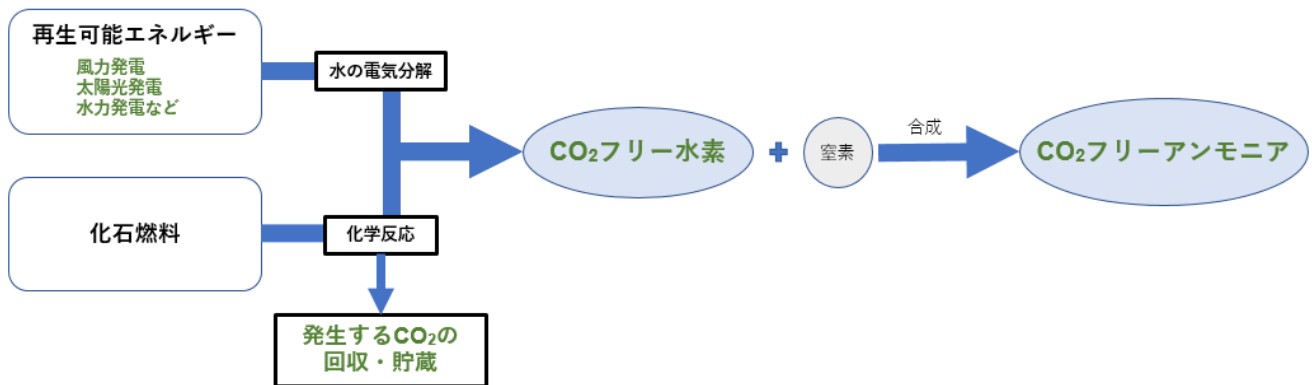 再生可能エネルギー
風力発電
太陽光発電
水力発電など
水の電気分解
化石燃料
化学反応
発生するCO₂の
回収・貯蔵
CO₂フリー水素
+
窒素
合成
CO₂フリーアンモニア